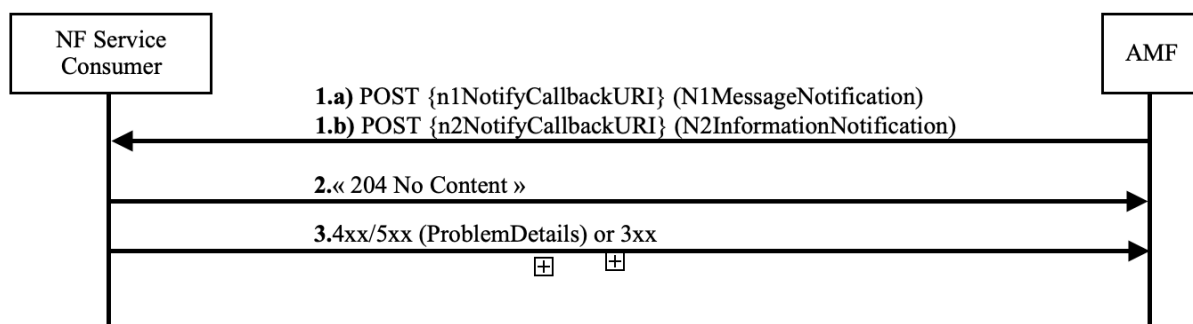 NF Service
Consumer
AMF
1.a) POST {n1NotifyCallbackURI} (N1MessageNotification)
1.b) POST {n2NotifyCallbackURI} (N2InformationNotification)
2.« 204 No Content »
3.4xx/5xx (ProblemDetails) or 3xx